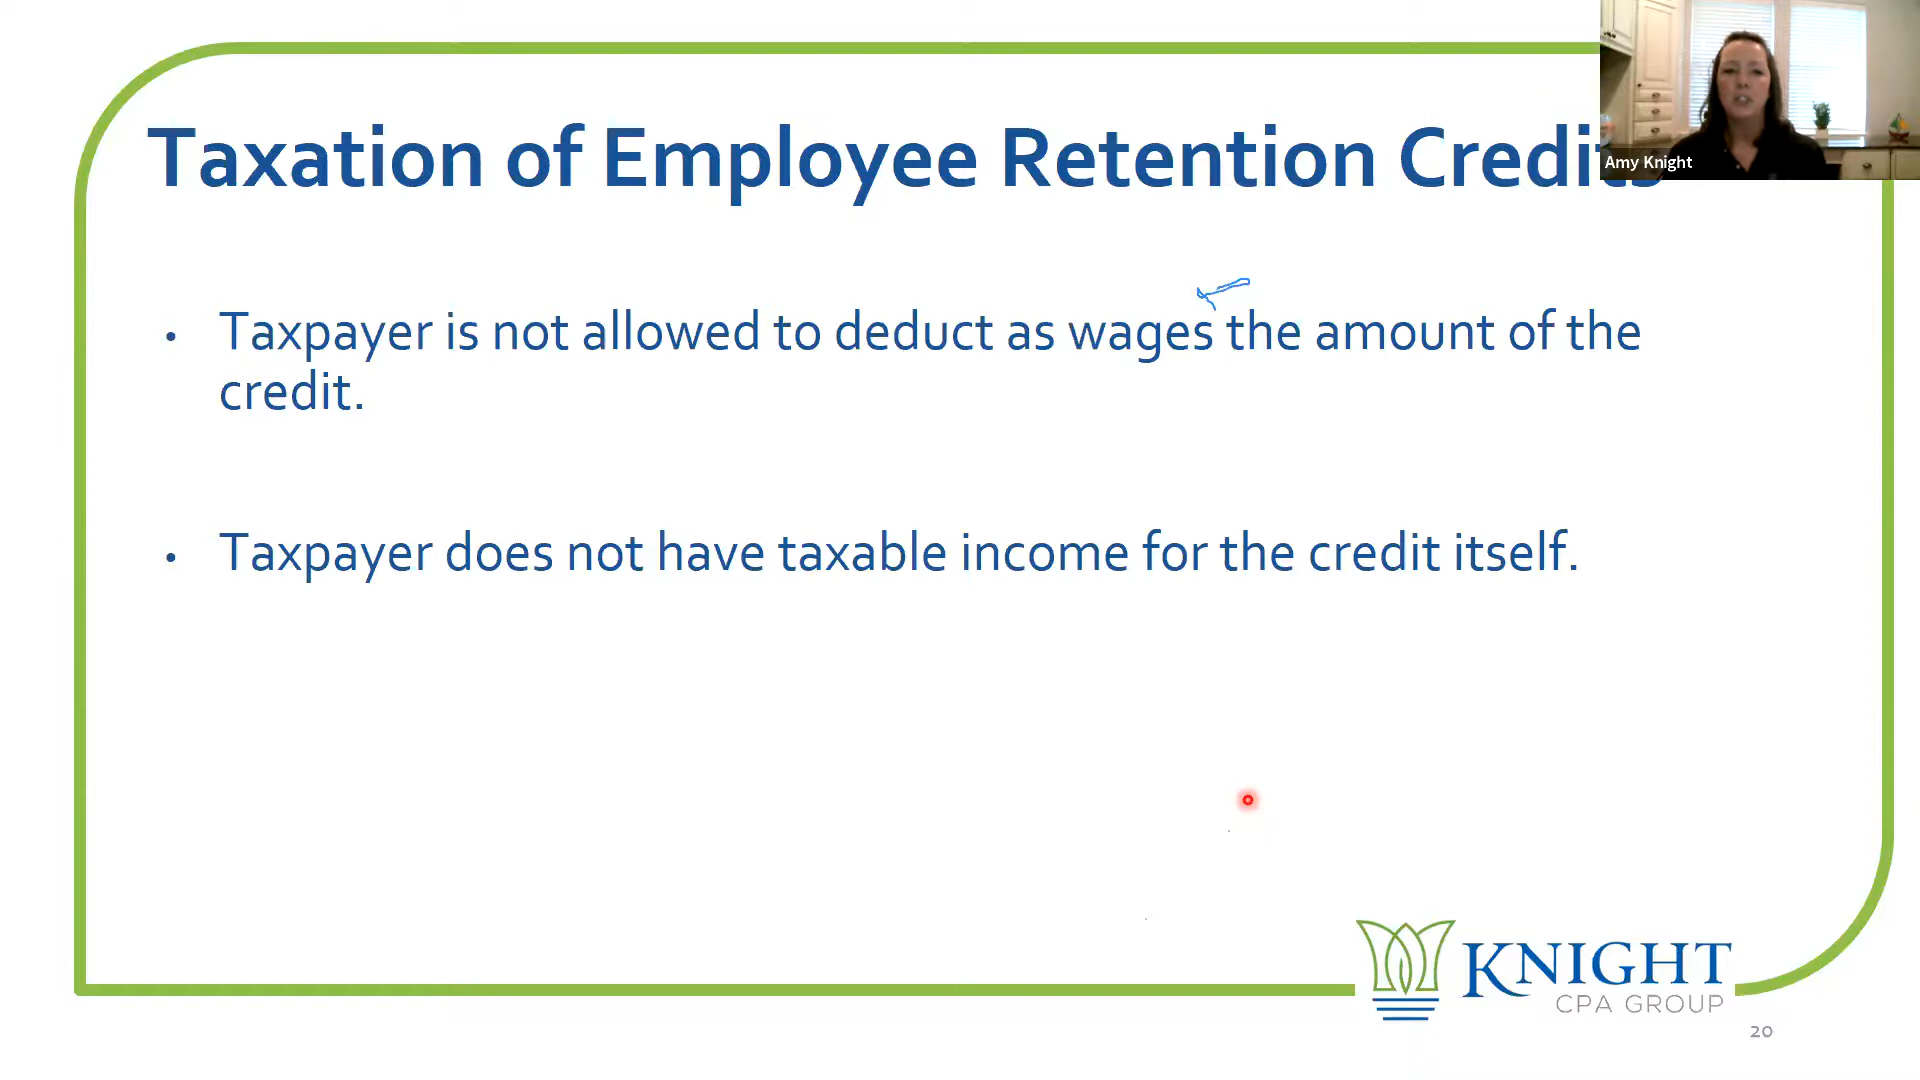 Taxation of Employee Retention Credits
Amy Knight
• Taxpayer is not allowed to deduct as wages the amount of the
credit.
• Taxpayer does not have taxable income for the credit itself.
KNIGHT
CPA GROUP
20